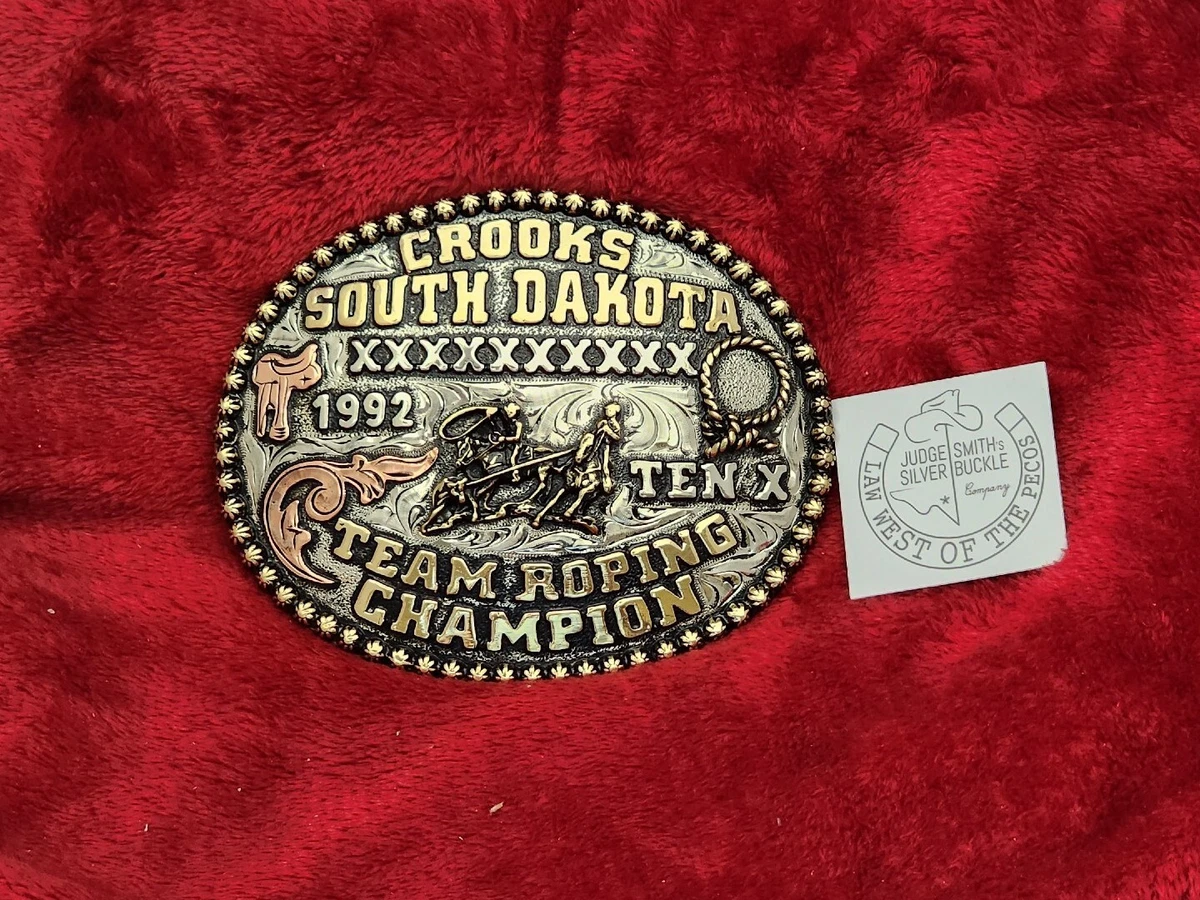 CROOKS
SOUTH DAKOTA
XXXXXXXXXX
1992
TEN X
TEAM ROPING
CHAMPION
JUDGE SMITH'S
SILVER BUCKLE
Company
LAW WEST OF THE PECOS